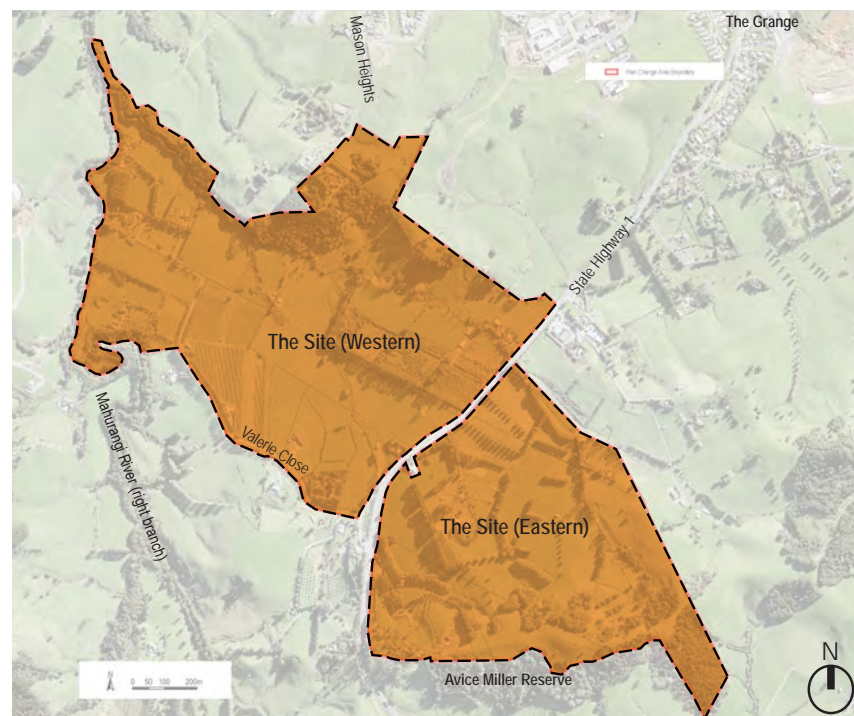 The Grange
Mason Heights
Plan Change Area Boundary
State Highway 1
The Site (Western)
Valerie Close
Mahurangi River (right branch)
The Site (Eastern)
Avice Miller Reserve
N
0 50 100 200m
N